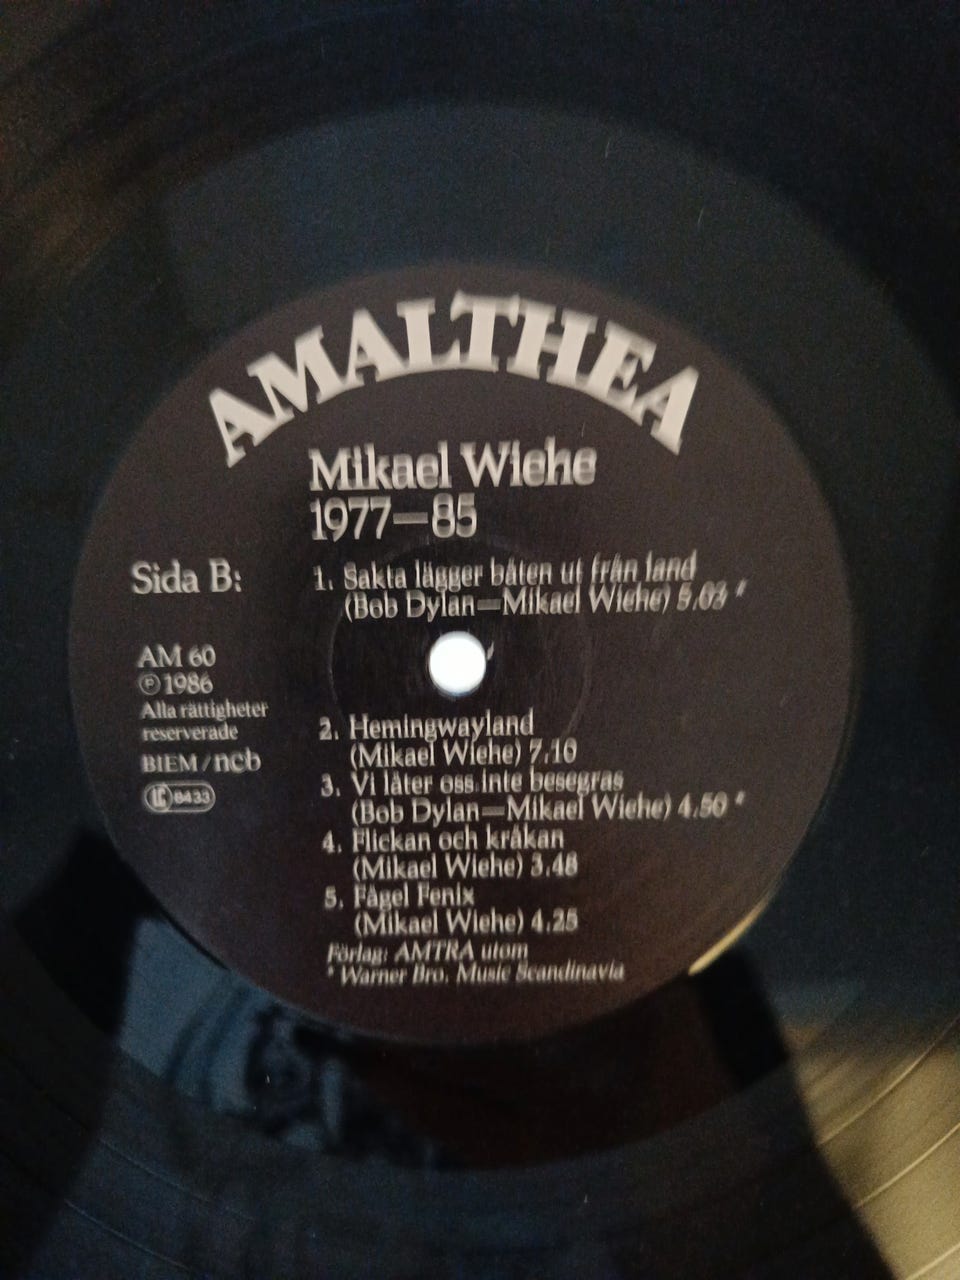 AMALTHEA
Mikael Wiehe
1977—85
Sida B:
AM 60
℗ 1986
Alla rättigheter
reserverade
BIEM/ncb
LC 0433
1. Sakta lägger båten ut från land
(Bob Dylan—Mikael Wiehe) 5.03 *
2. Hemingwayland
(Mikael Wiehe) 7.10
3. Vi låter oss inte besegras
(Bob Dylan—Mikael Wiehe) 4.50 *
4. Flickan och kråkan
(Mikael Wiehe) 3.48
5. Fågel Fenix
(Mikael Wiehe) 4.25
Förlag: AMTRA utom
* Warner Bro. Music Scandinavia